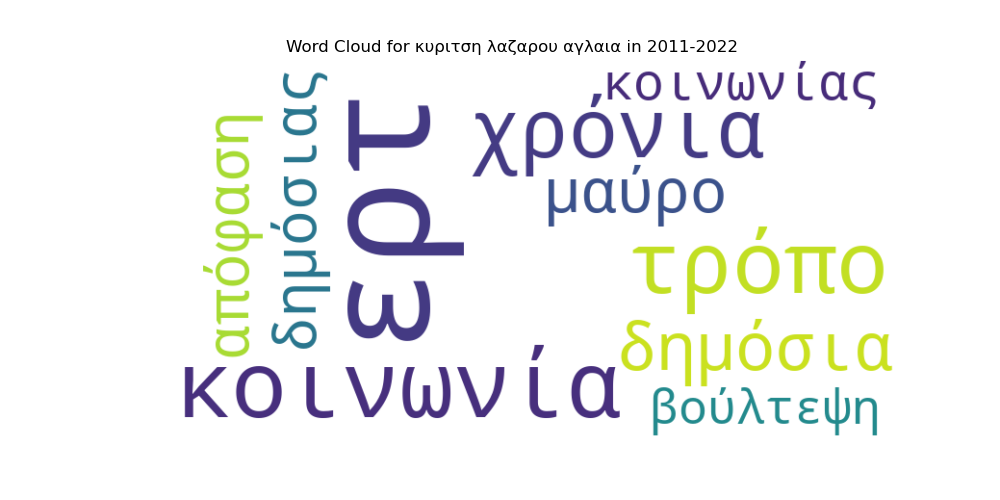 Word Cloud for κυριτση λαζαρου αγλαια in 2011-2022
κοινωνίας
χρόνια
μαύρο
τρόπο
δημόσια
βούλτεψη
κοινωνία
ερτ
δημόσιας
απόφαση